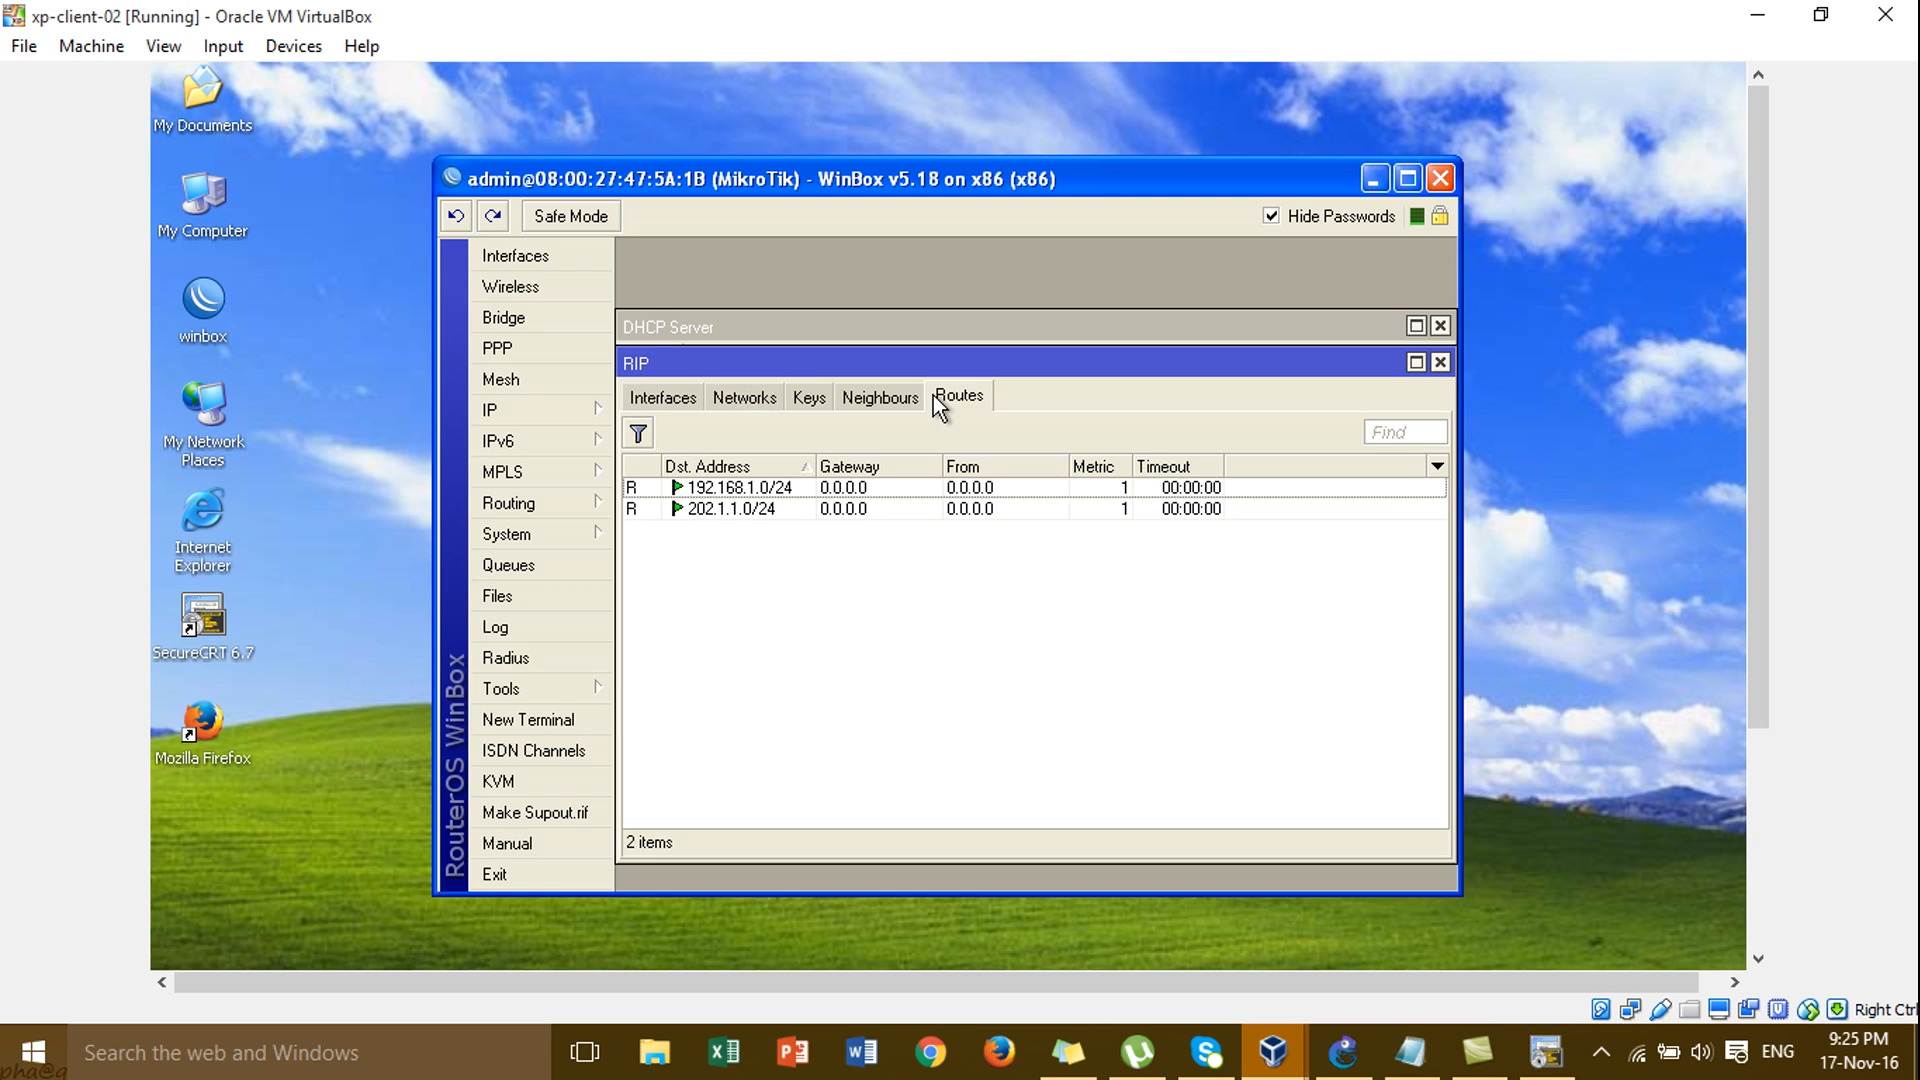 xp-client-02 [Running] - Oracle VM VirtualBox
File Machine View Input Devices Help
My Documents
My Computer
winbox
My Network
Places
Internet
Explorer
SecureCRT 6.7
Mozilla Firefox
admin@08:00:27:47:5A:1B (MikroTik) - WinBox v5.18 on x86 (x86)
Safe Mode
Hide Passwords
RouterOS WinBox
Interfaces
Wireless
Bridge
PPP
Mesh
IP
IPv6
MPLS
Routing
System
Queues
Files
Log
Radius
Tools
New Terminal
ISDN Channels
KVM
Make Supout.rif
Manual
Exit
DHCP Server
RIP
Interfaces Networks Keys Neighbours Routes
Find
Dst. Address Gateway From Metric Timeout
R 192.168.1.0/24 0.0.0.0 0.0.0.0 1 00:00:00
R 202.1.1.0/24 0.0.0.0 0.0.0.0 1 00:00:00
2 items
Right Ctrl
Search the web and Windows
ENG
9:25 PM
17-Nov-16